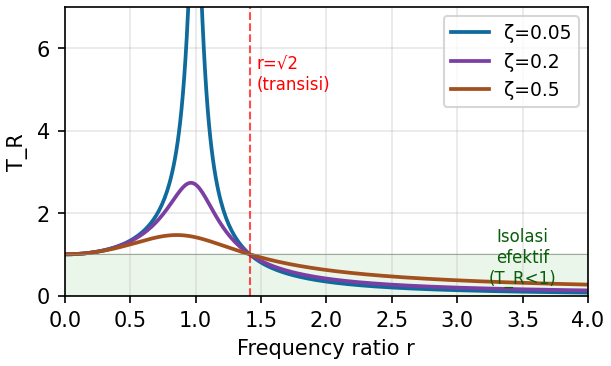 ζ=0.05
ζ=0.2
ζ=0.5
r=√2
(transisi)
Isolasi
efektif
(T_R<1)
T_R
6
4
2
0
0.0 0.5 1.0 1.5 2.0 2.5 3.0 3.5 4.0
Frequency ratio r